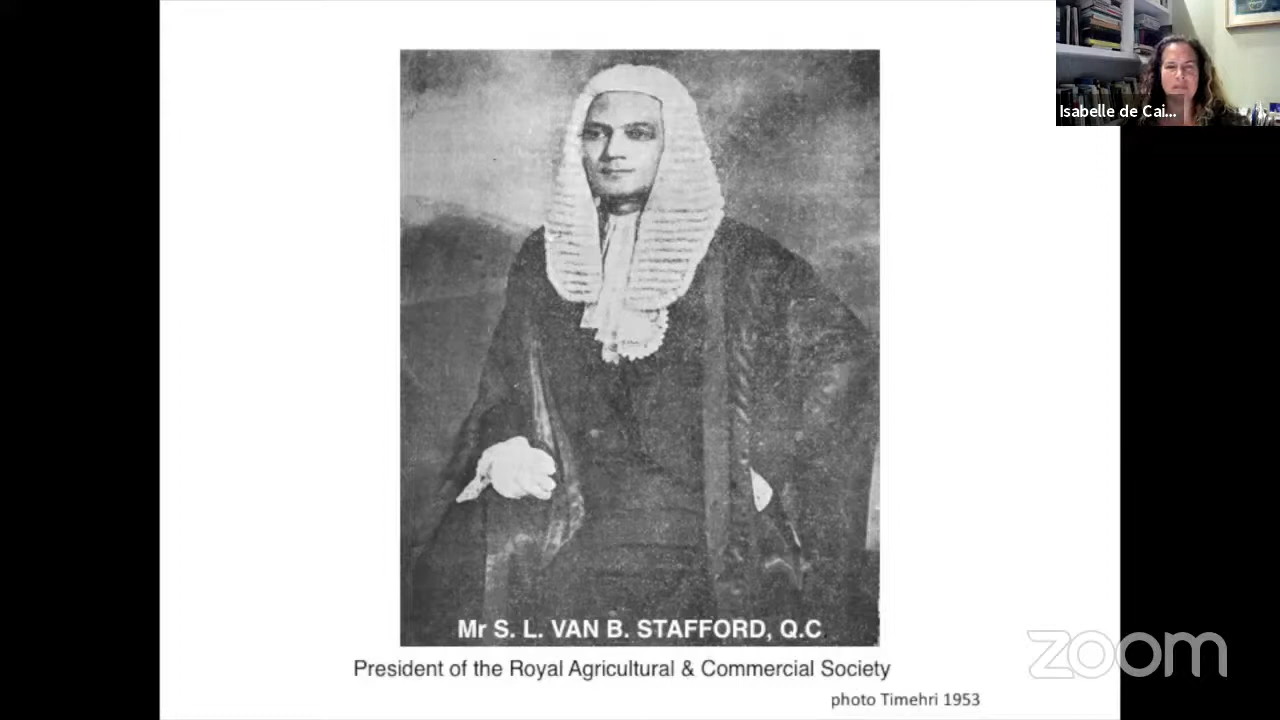 Isabelle de Cai...
Mr S. L. VAN B. STAFFORD, Q.C
President of the Royal Agricultural & Commercial Society
photo Timehri 1953
zoom